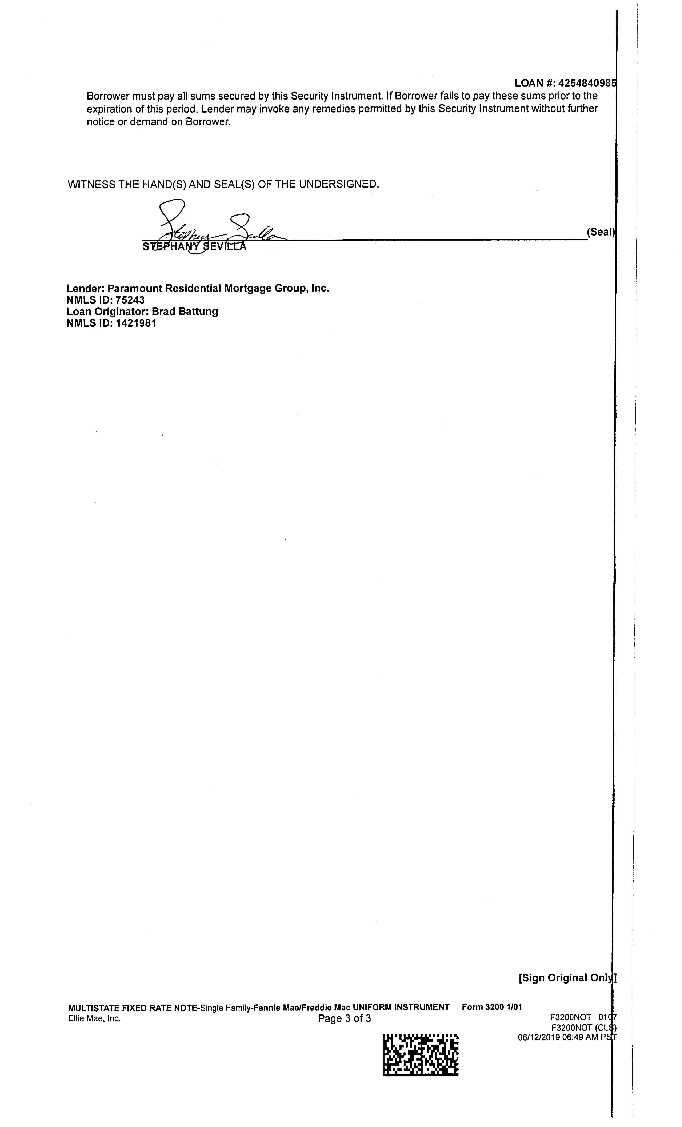 LOAN #: 4254840985
Borrower must pay all sums secured by this Security Instrument. If Borrower fails to pay these sums prior to the
expiration of this period, Lender may invoke any remedies permitted by this Security Instrument without further
notice or demand on Borrower.
WITNESS THE HAND(S) AND SEAL(S) OF THE UNDERSIGNED.
(Seal)
STEPHANY SEVILLA
Lender: Paramount Residential Mortgage Group, Inc.
NMLS ID: 75243
Loan Originator: Brad Battung
NMLS ID: 1421981
[Sign Original Only]
MULTISTATE FIXED RATE NOTE-Single Family-Fannie Mae/Freddie Mac UNIFORM INSTRUMENT Form 3200 1/01
Ellie Mae, Inc. Page 3 of 3 F3200NOT 0107
F3200NOT (CLS)
06/12/2019 06:49 AM PST